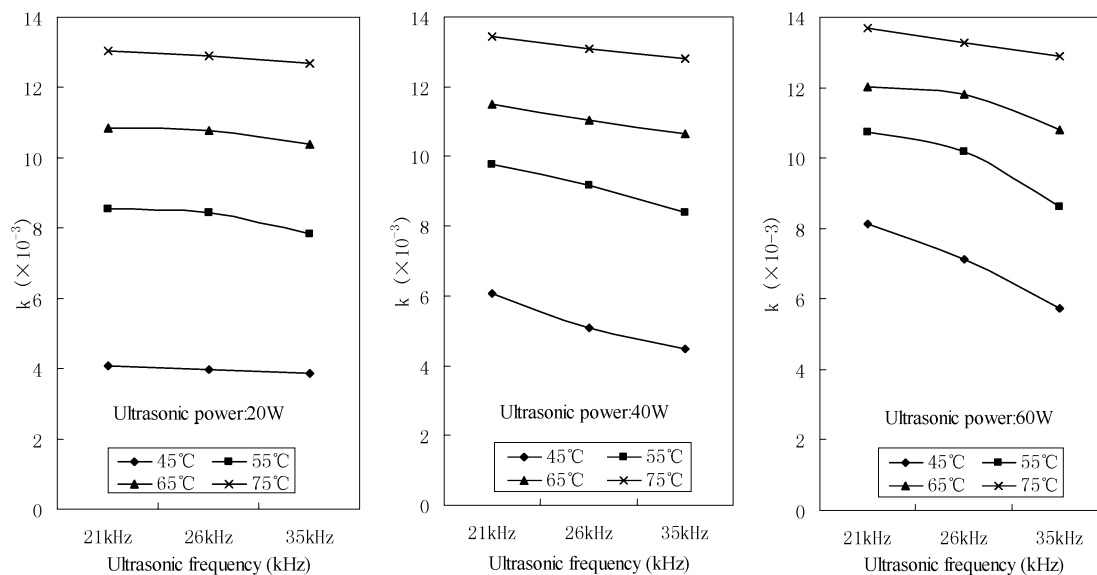 14
12
10
8
6
4
2
0
k (×10⁻³)
Ultrasonic power:20W
45℃ 55℃
65℃ 75℃
21kHz 26kHz 35kHz
Ultrasonic frequency (kHz)
14
12
10
8
6
4
2
0
k (×10⁻³)
Ultrasonic power:40W
45℃ 55℃
65℃ 75℃
21kHz 26kHz 35kHz
Ultrasonic frequency (kHz)
14
12
10
8
6
4
2
0
k (×10-3)
Ultrasonic power:60W
45℃ 55℃
65℃ 75℃
21kHz 26kHz 35kHz
Ultrasonic frequency (kHz)